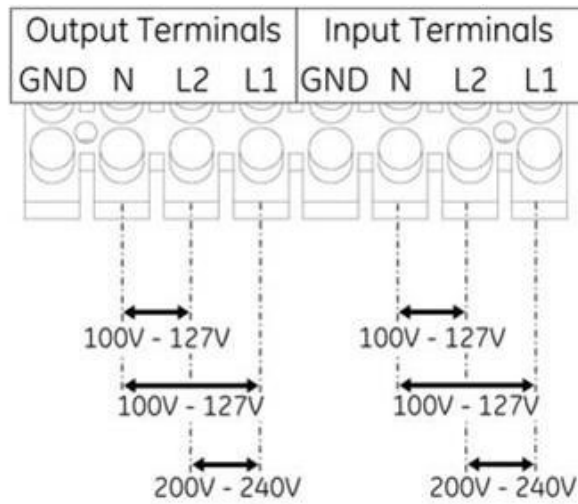 Output Terminals Input Terminals
GND N L2 L1 GND N L2 L1
100V - 127V 100V - 127V
100V - 127V 100V - 127V
200V - 240V 200V - 240V